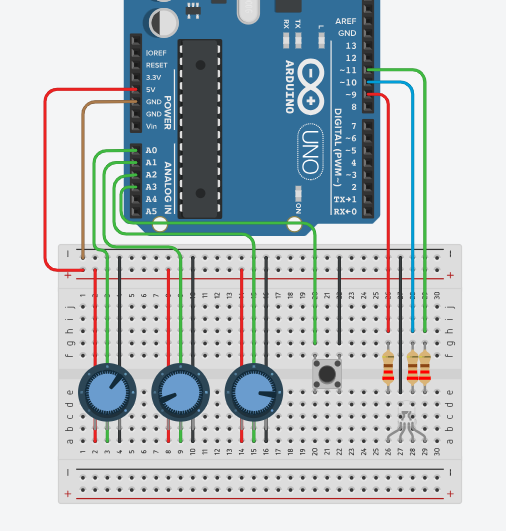 RX TX L
AREF
GND
13
12
~11
~10
~9
8
7
~6
~5
4
~3
2
TX→1
RX←0
IOREF
RESET
3.3V
5V
GND
GND
Vin
A0
A1
A2
A3
A4
A5
POWER
ANALOG IN
ARDUINO
UNO
DIGITAL (PWM~)
ON
1 2 3 4 5 6 7 8 9 10 11 12 13 14 15 16 17 18 19 20 21 22 23 24 25 26 27 28 29 30
j
i
h
g
f
e
d
c
b
a
1 2 3 4 5 6 7 8 9 10 11 12 13 14 15 16 17 18 19 20 21 22 23 24 25 26 27 28 29 30